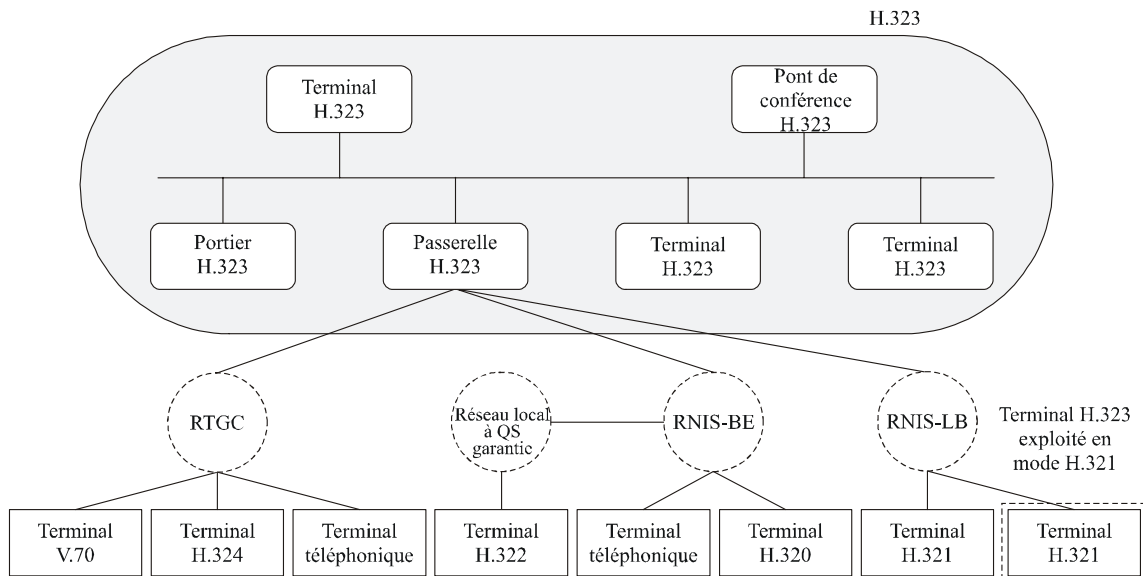 H.323
Terminal
H.323
Pont de
conférence
H.323
Portier
H.323
Passerelle
H.323
Terminal
H.323
Terminal
H.323
RTGC
Réseau local
à QS
garantie
RNIS-BE
RNIS-LB
Terminal H.323
exploité en
mode H.321
Terminal
V.70
Terminal
H.324
Terminal
téléphonique
Terminal
H.322
Terminal
téléphonique
Terminal
H.320
Terminal
H.321
Terminal
H.321